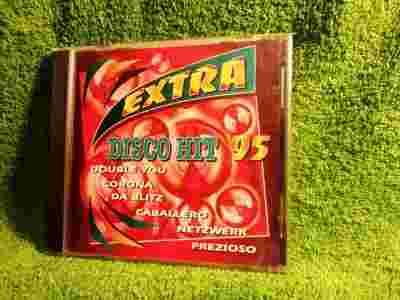 EXTRA
DISCO HIT '95
DOUBLE YOU
CORONA
DA BLITZ
CABALLERO
NETZWERK
PREZIOSO